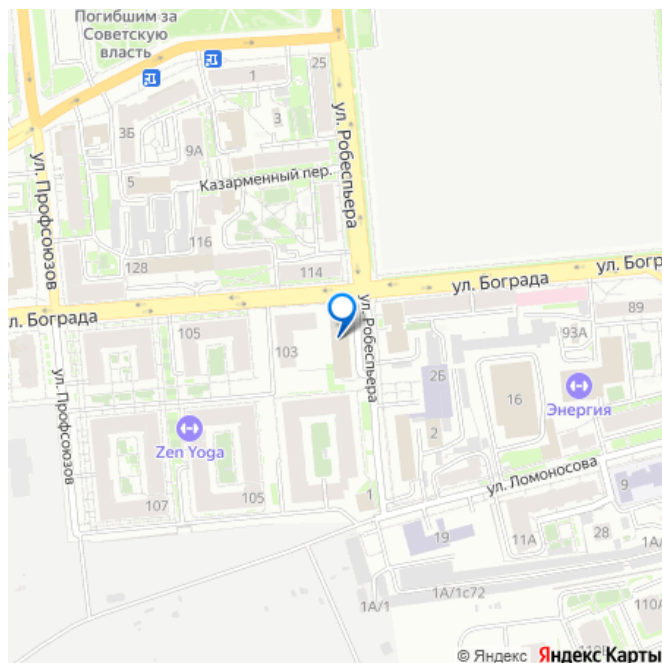 Погибшим за
Советскую
власть
1
25
3Б
3
9А
ул. Робеспьера
5
Казарменный пер.
ул. Профсоюзов
116
128
114
ул. Богр
ул. Бограда
л. Бограда
ул. Робеспьера
105
103
89
93А
2Б
16
Энергия
ул. Профсоюзов
Zen Yoga
2
107
105
1
ул. Ломоносова
9
19
11А
28
1А/
1А/1
1А/1с72
110А
© Яндекс Яндекс Карты